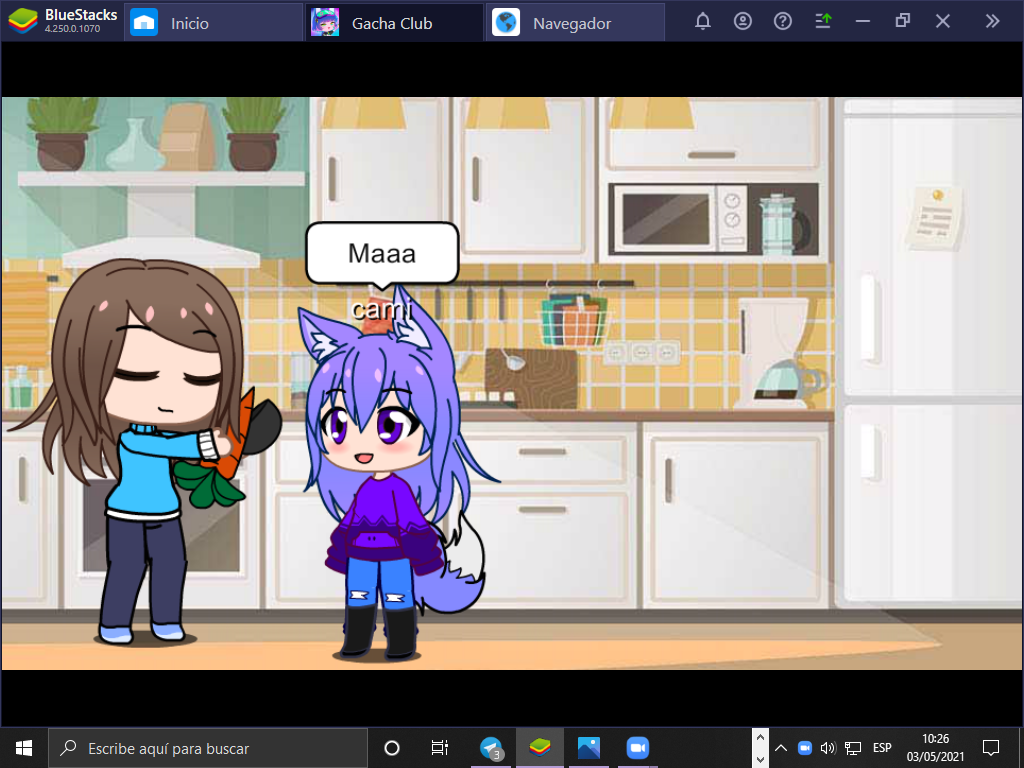 BlueStacks
4.250.0.1070
Inicio
Gacha Club
Navegador
Maaa
cami
Escribe aquí para buscar
3
ESP
10:26
03/05/2021